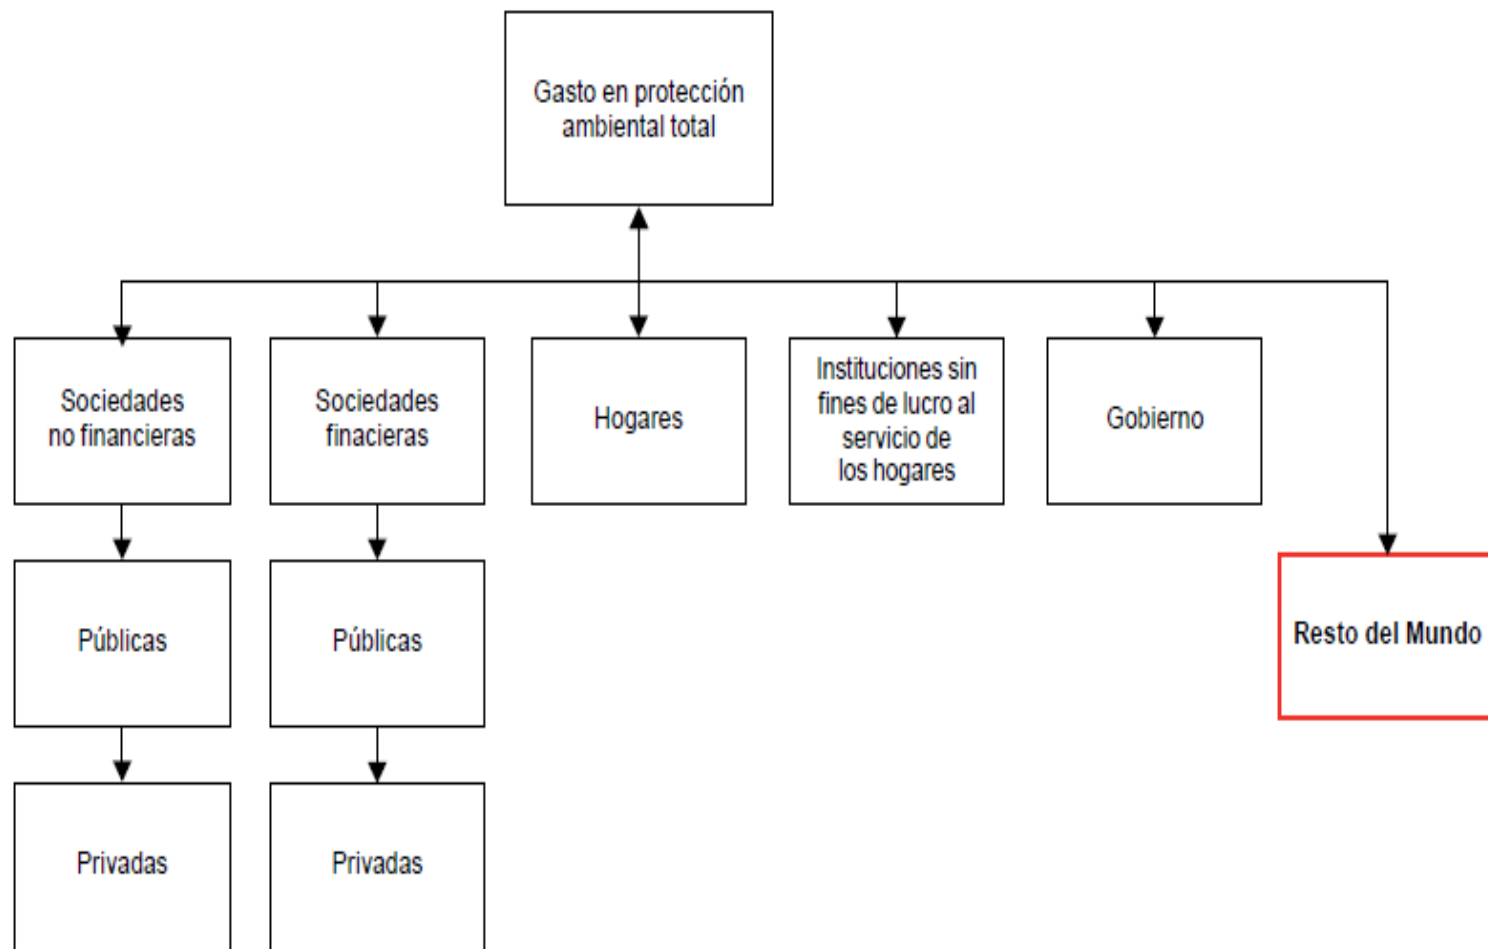 Gasto en protección
ambiental total
Sociedades
no financieras
Sociedades
finacieras
Hogares
Instituciones sin
fines de lucro al
servicio de
los hogares
Gobierno
Públicas
Públicas
Resto del Mundo
Privadas
Privadas